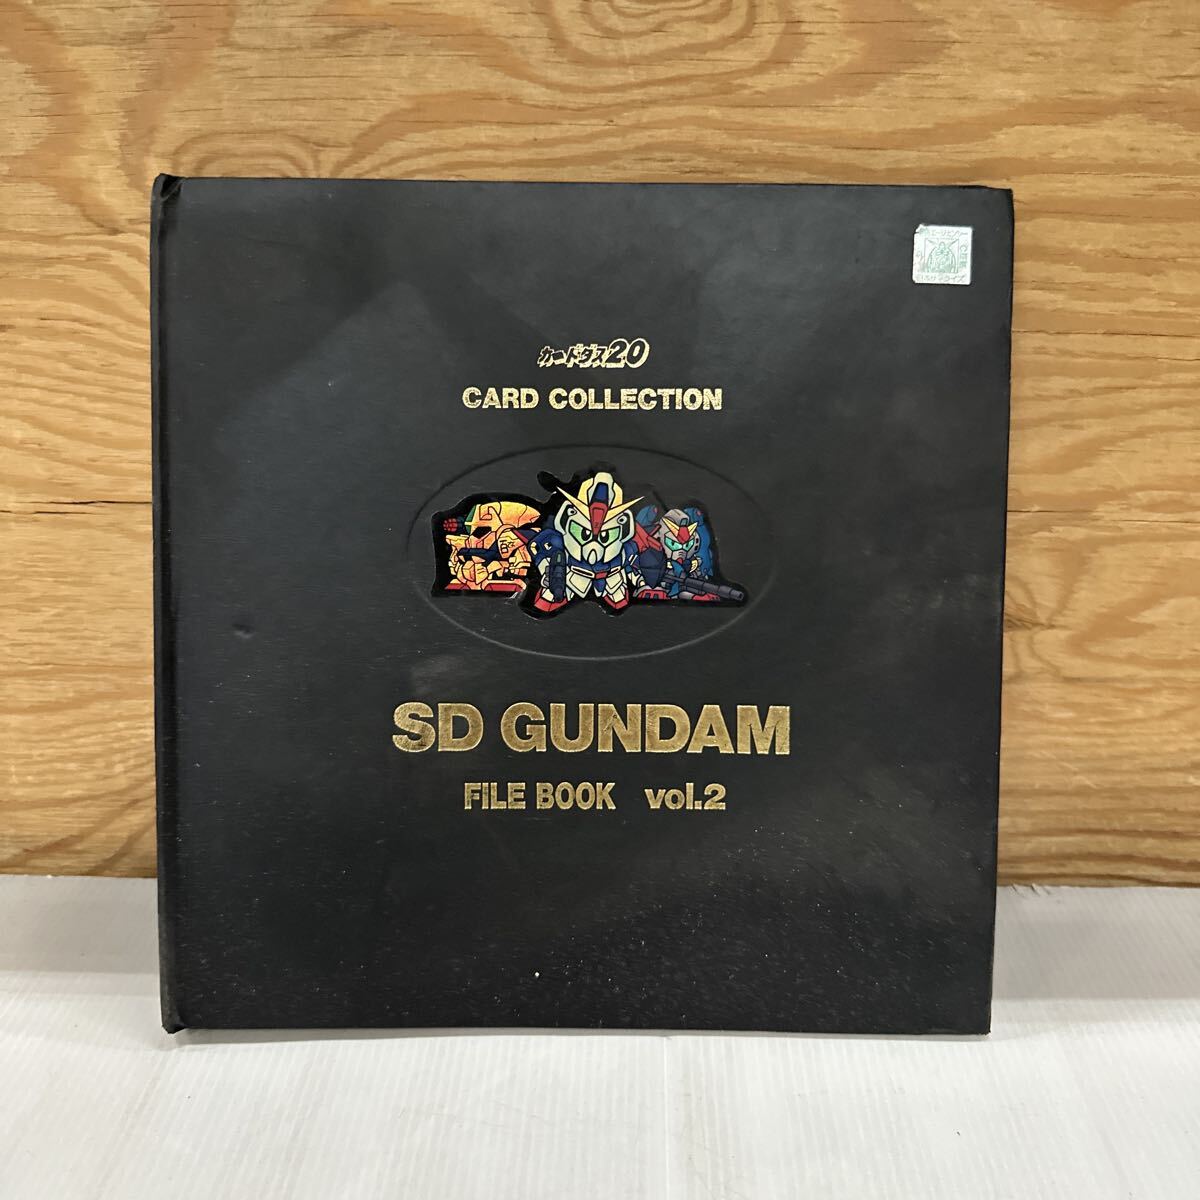 カードダス20
CARD COLLECTION
SD GUNDAM
FILE BOOK vol.2